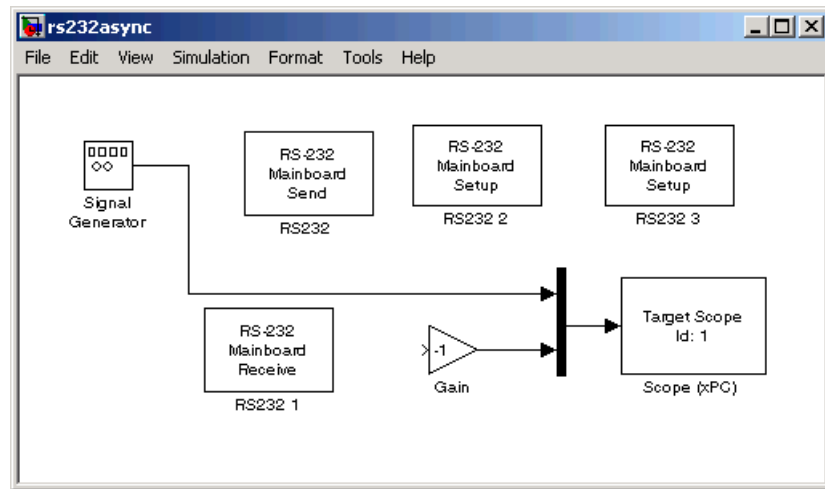 rs232async
File Edit View Simulation Format Tools Help
Signal
Generator
RS-232
Mainboard
Send
RS232
RS-232
Mainboard
Setup
RS232 2
RS-232
Mainboard
Setup
RS232 3
RS-232
Mainboard
Receive
RS232 1
-1
Gain
Target Scope
Id: 1
Scope (xPC)